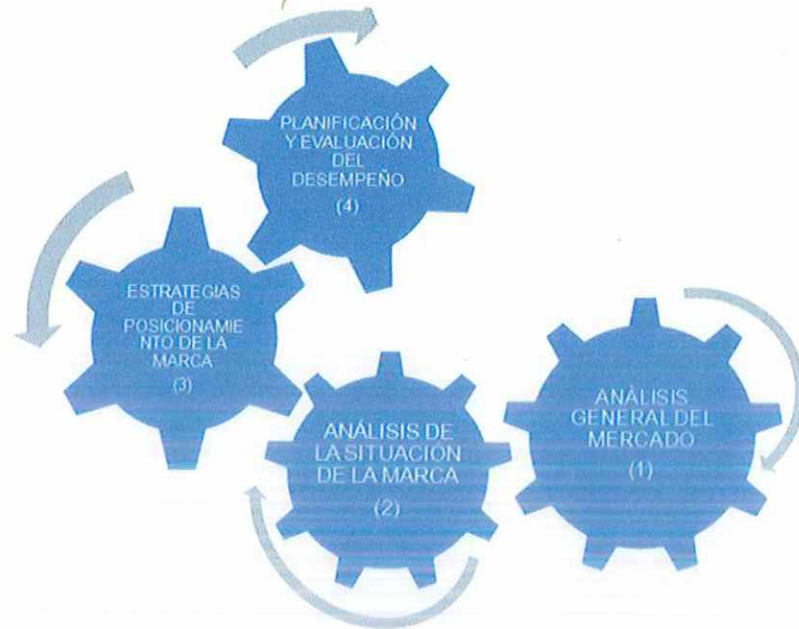 PLANIFICACIÓN
Y EVALUACIÓN
DEL
DESEMPEÑO
(4)
ESTRATEGIAS
DE
POSICIONAMIE
NTO DE LA
MARCA
(3)
ANÁLISIS DE
LA SITUACION
DE LA MARCA
(2)
ANÁLISIS
GENERAL DEL
MERCADO
(1)